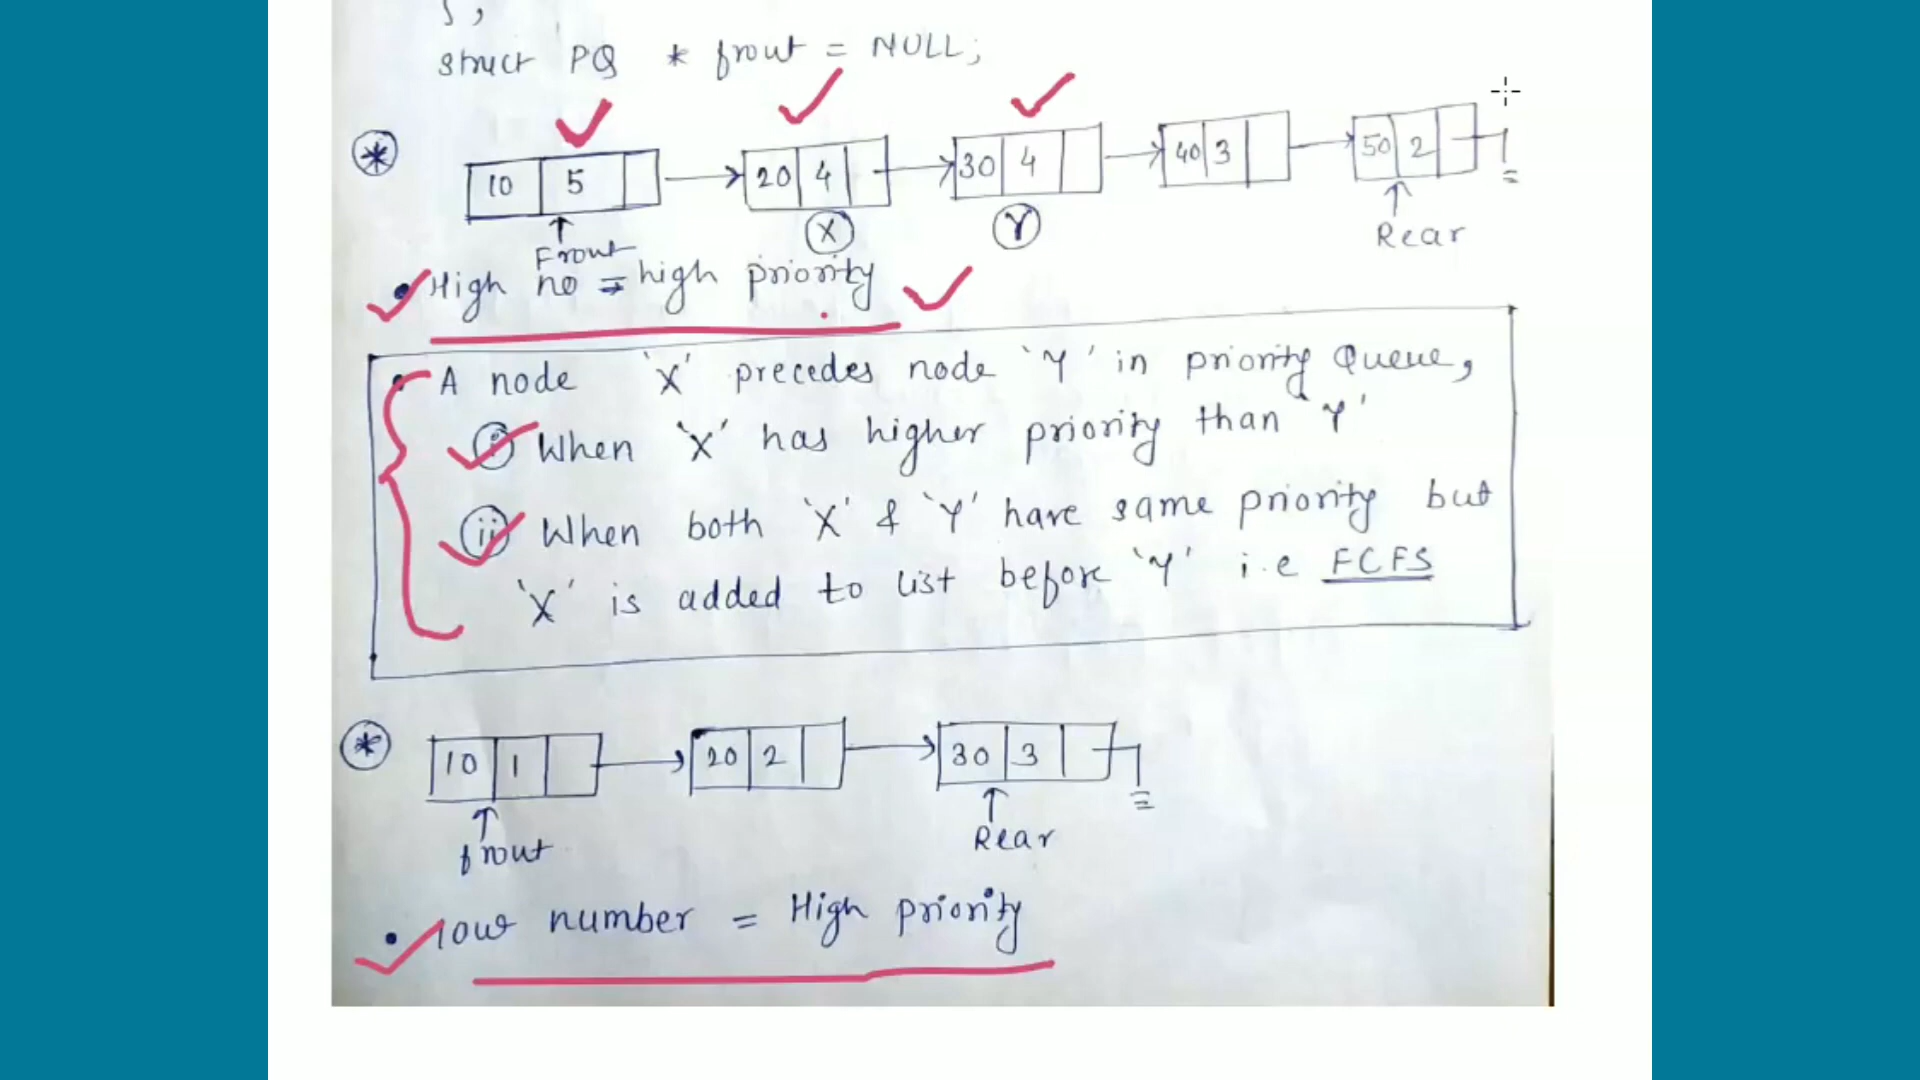 struct PQ * front = NULL;
10 5 20 4 30 4 40 3 50 2
X Y
Front Rear
High no = high priority
A node 'X' precedes node 'Y' in priority Queue,
(i) When 'X' has higher priority than 'Y'
(ii) When both 'X' & 'Y' have same priority but
'X' is added to list before 'Y' i.e FCFS
10 1 20 2 30 3
front Rear
low number = High priority